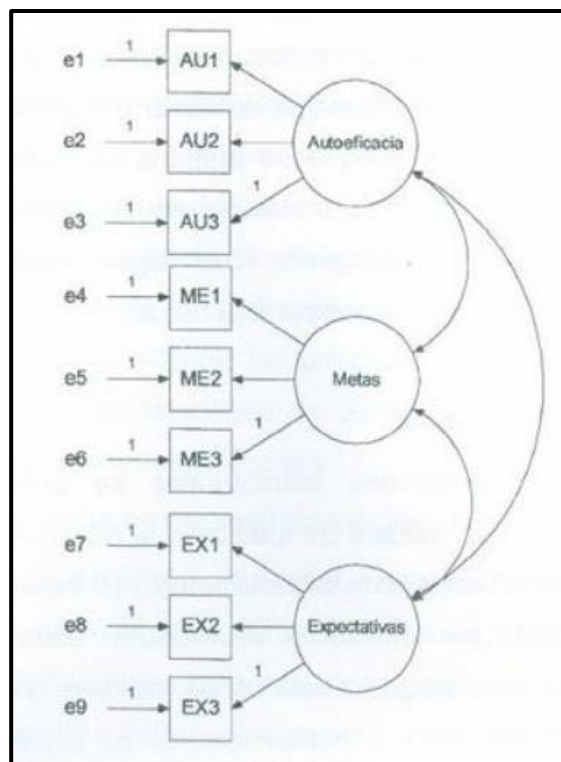 e1 1 AU1
e2 1 AU2
Autoeficacia
e3 1 AU3 1
e4 1 ME1
e5 1 ME2
Metas
e6 1 ME3 1
e7 1 EX1
e8 1 EX2
Expectativas
e9 1 EX3 1